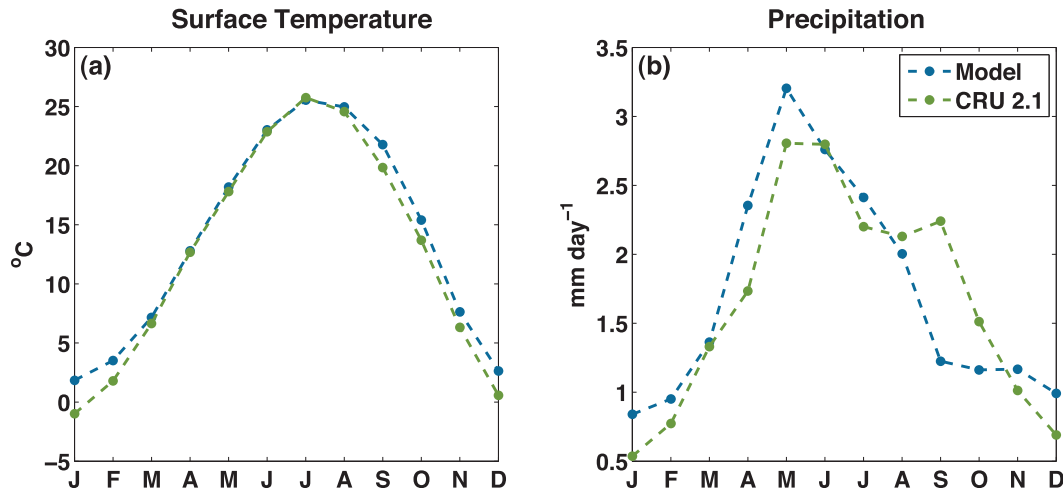 Surface Temperature
(a)
30
25
20
15
10
5
0
−5
ºC
J F M A M J J A S O N D
Precipitation
(b)
Model
CRU 2.1
3.5
3
2.5
2
1.5
1
0.5
mm day⁻¹
J F M A M J J A S O N D